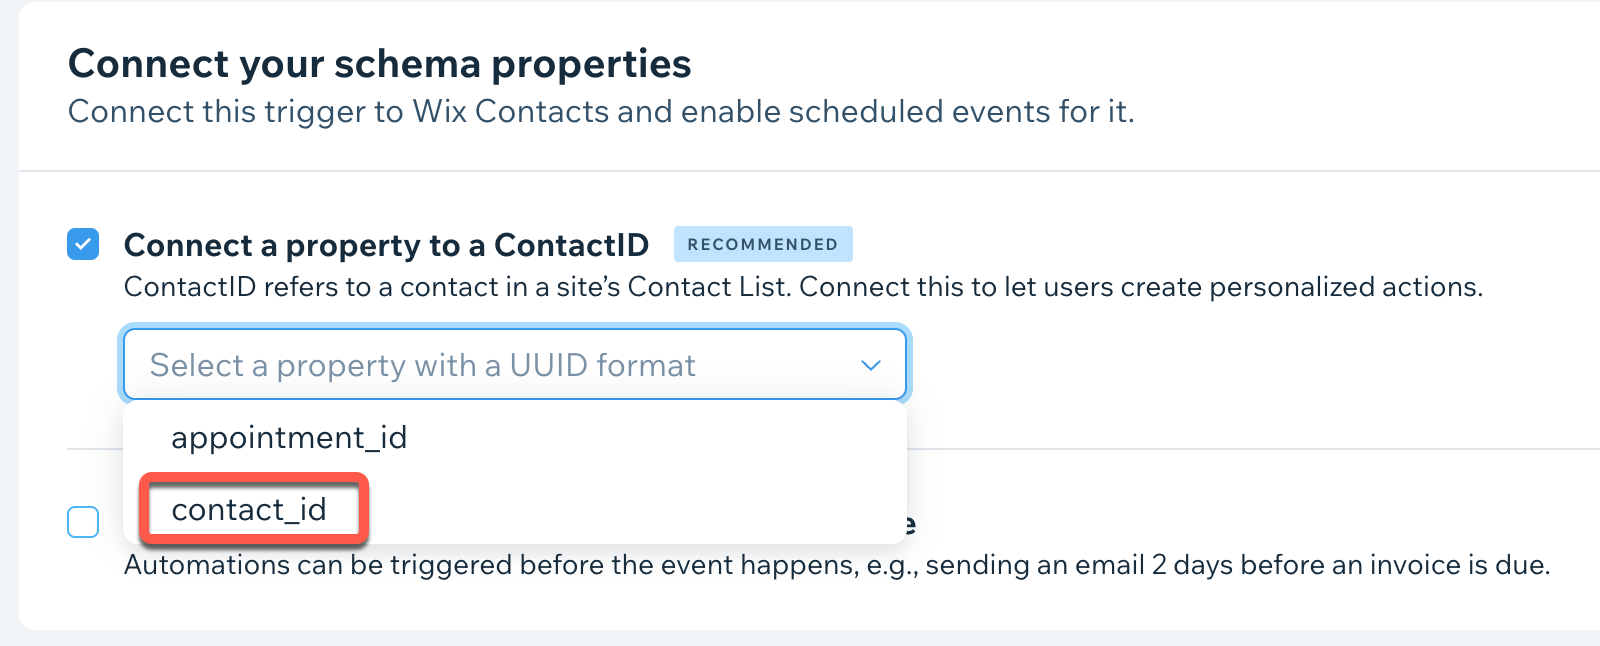 Connect your schema properties
Connect this trigger to Wix Contacts and enable scheduled events for it.
Connect a property to a ContactID RECOMMENDED
ContactID refers to a contact in a site’s Contact List. Connect this to let users create personalized actions.
Select a property with a UUID format
appointment_id
contact_id
Automations can be triggered before the event happens, e.g., sending an email 2 days before an invoice is due.